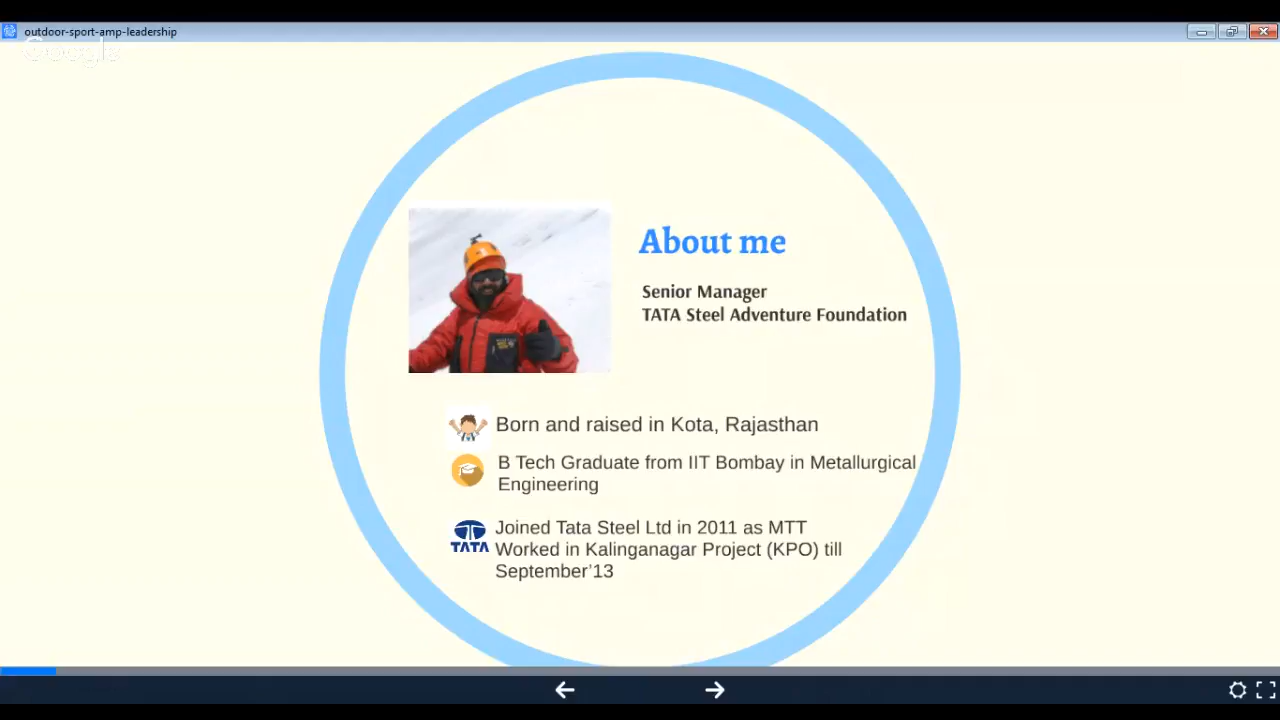 outdoor-sport-amp-leadership
Google
About me
Senior Manager
TATA Steel Adventure Foundation
Born and raised in Kota, Rajasthan
B Tech Graduate from IIT Bombay in Metallurgical
Engineering
TATA
Joined Tata Steel Ltd in 2011 as MTT
Worked in Kalinganagar Project (KPO) till
September'13